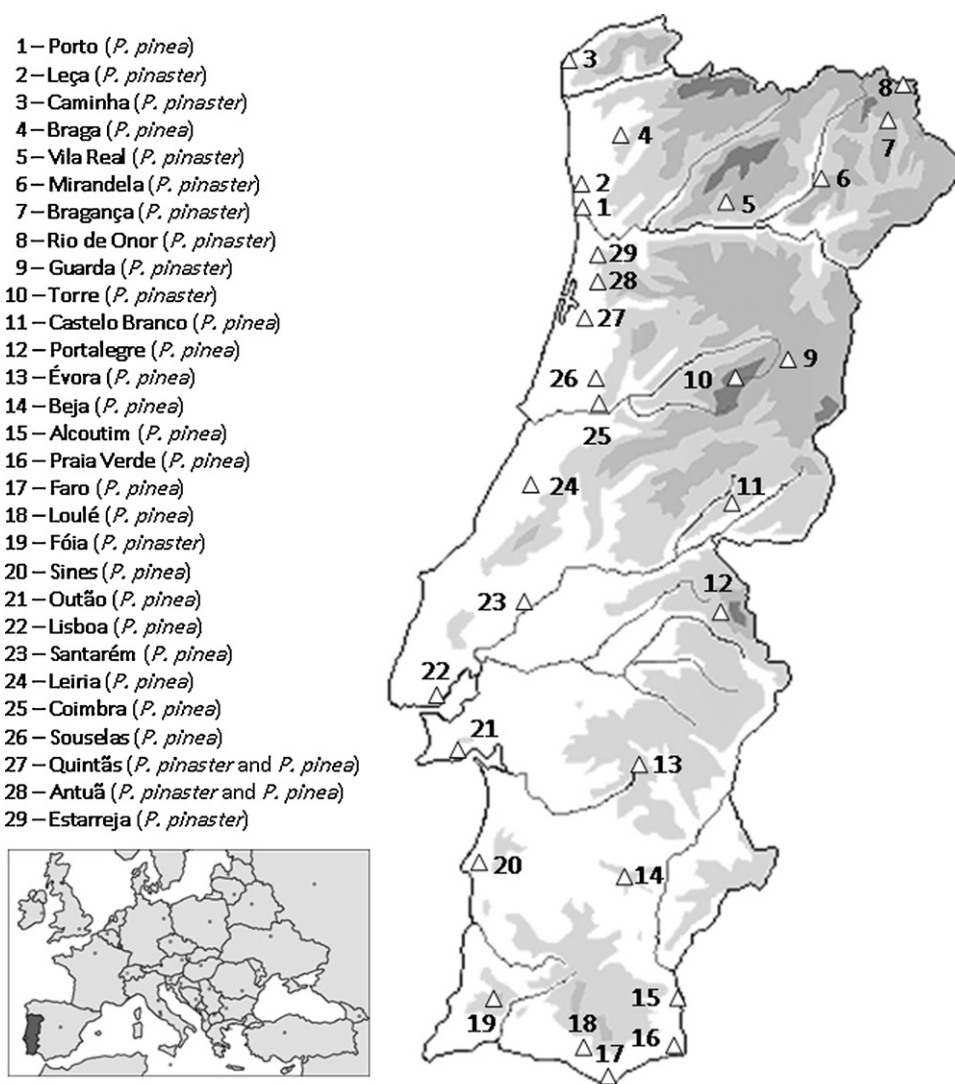 1 – Porto (P. pinea)
2 – Leça (P. pinaster)
3 – Caminha (P. pinaster)
4 – Braga (P. pinea)
5 – Vila Real (P. pinaster)
6 – Mirandela (P. pinaster)
7 – Bragança (P. pinaster)
8 – Rio de Onor (P. pinaster)
9 – Guarda (P. pinaster)
10 – Torre (P. pinaster)
11 – Castelo Branco (P. pinea)
12 – Portalegre (P. pinea)
13 – Évora (P. pinea)
14 – Beja (P. pinea)
15 – Alcoutim (P. pinea)
16 – Praia Verde (P. pinea)
17 – Faro (P. pinea)
18 – Loulé (P. pinea)
19 – Fóia (P. pinaster)
20 – Sines (P. pinea)
21 – Outão (P. pinea)
22 – Lisboa (P. pinea)
23 – Santarém (P. pinea)
24 – Leiria (P. pinea)
25 – Coimbra (P. pinea)
26 – Souselas (P. pinea)
27 – Quintãs (P. pinaster and P. pinea)
28 – Antuã (P. pinaster and P. pinea)
29 – Estarreja (P. pinaster)
3
8
4
7
2
6
1
5
29
28
27
9
26
10
25
24
11
12
23
22
21
13
20
14
15
19
18
16
17